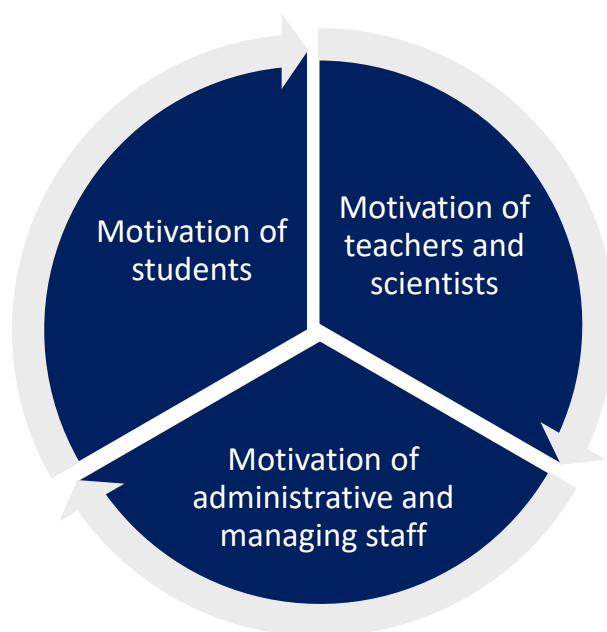 Motivation of
students
Motivation of
teachers and
scientists
Motivation of
administrative and
managing staff